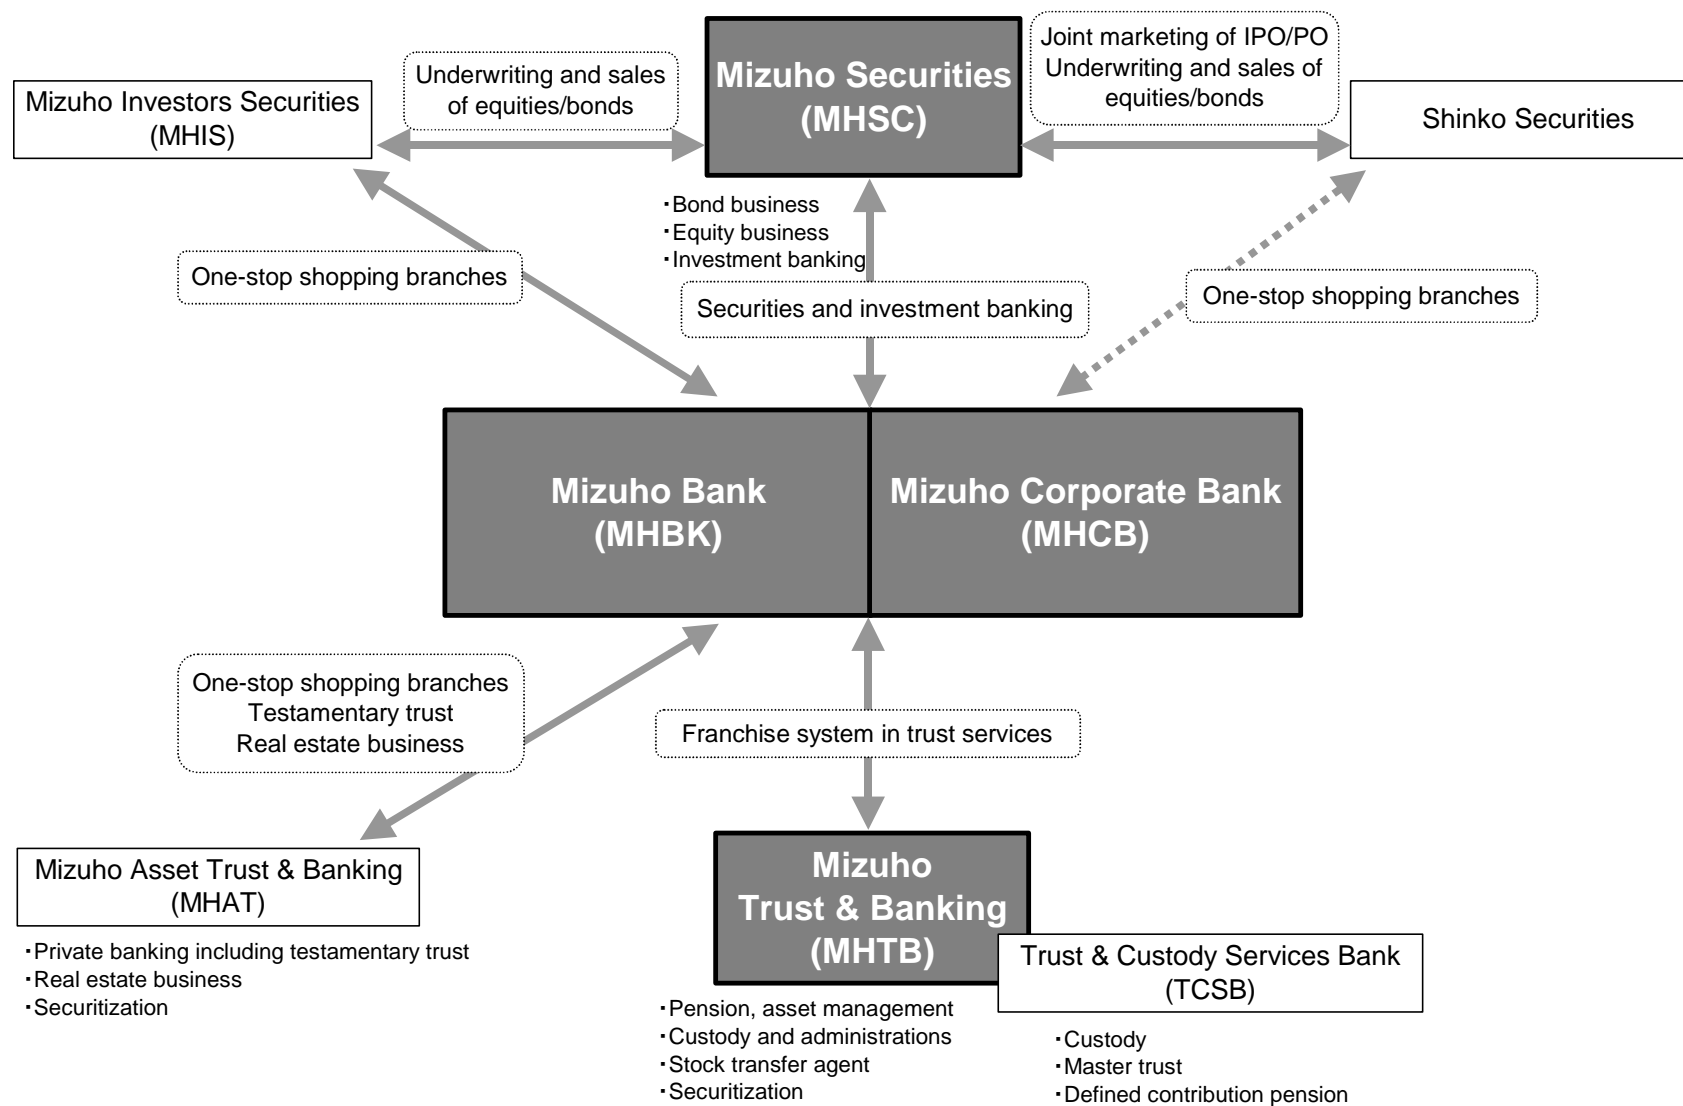 Mizuho Investors Securities
(MHIS)
Underwriting and sales
of equities/bonds
Mizuho Securities
(MHSC)
Joint marketing of IPO/PO
Underwriting and sales of
equities/bonds
Shinko Securities
・Bond business
・Equity business
・Investment banking
One-stop shopping branches
Securities and investment banking
One-stop shopping branches
Mizuho Bank
(MHBK)
Mizuho Corporate Bank
(MHCB)
One-stop shopping branches
Testamentary trust
Real estate business
Franchise system in trust services
Mizuho Asset Trust & Banking
(MHAT)
・Private banking including testamentary trust
・Real estate business
・Securitization
Mizuho
Trust & Banking
(MHTB)
Trust & Custody Services Bank
(TCSB)
・Pension, asset management
・Custody and administrations
・Stock transfer agent
・Securitization
・Custody
・Master trust
・Defined contribution pension